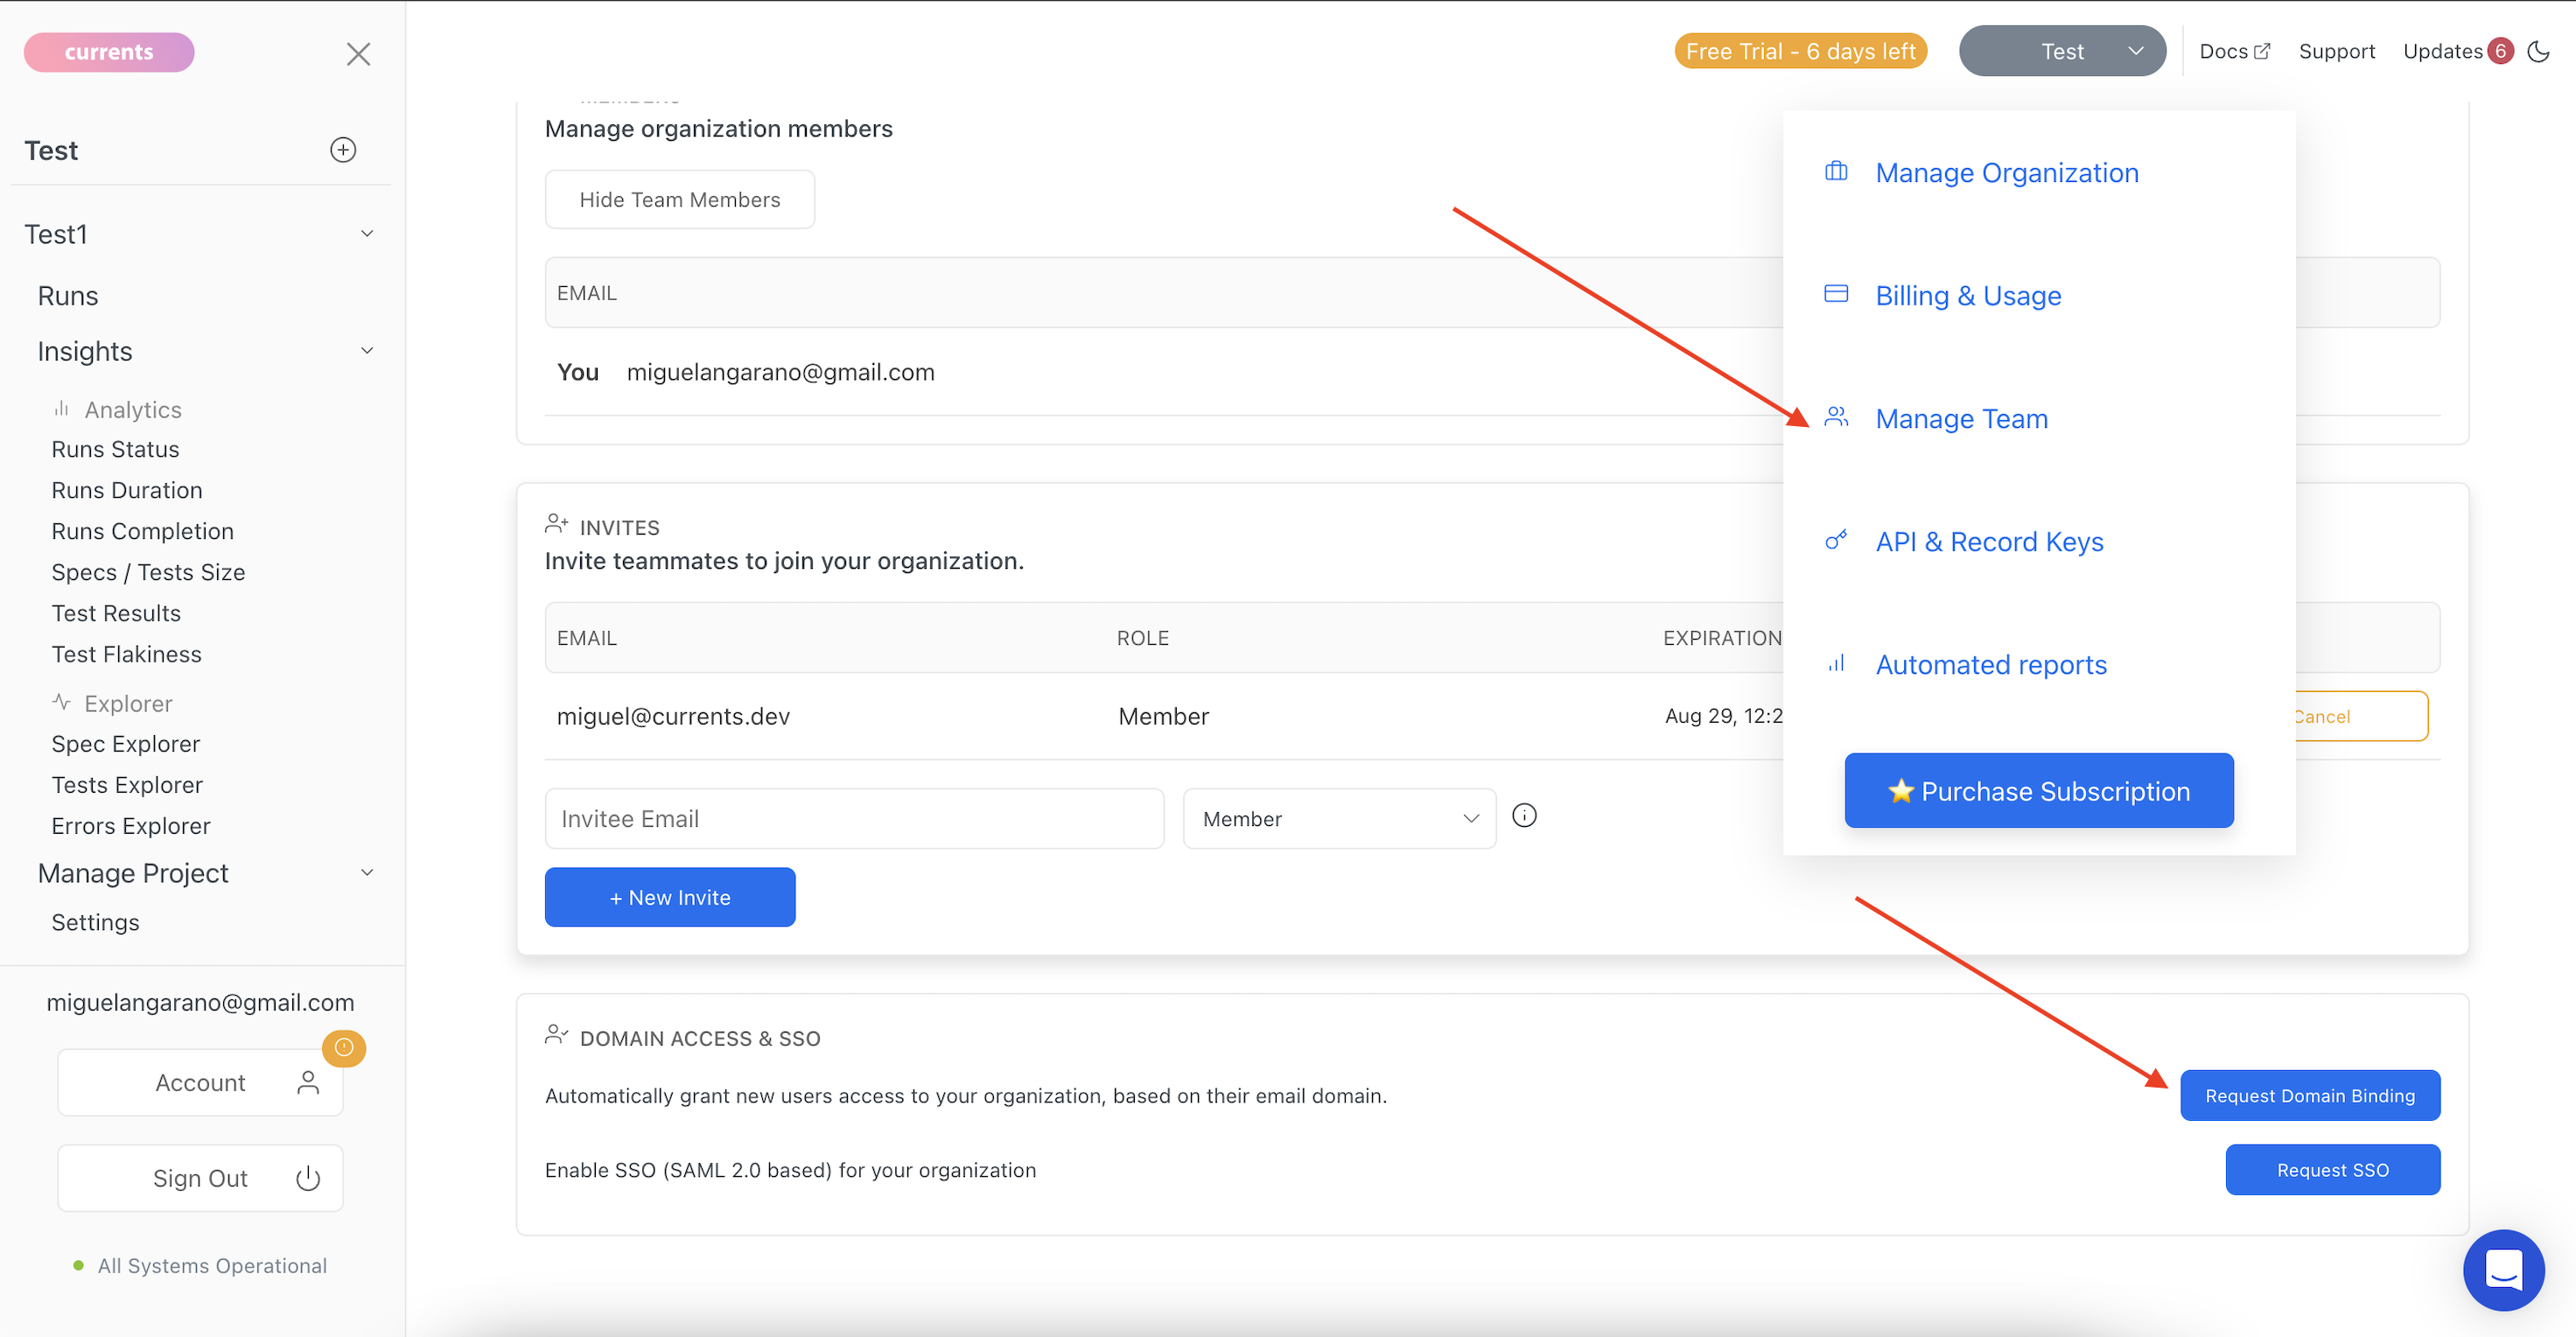 currents
Test
Test1
Runs
Insights
Analytics
Runs Status
Runs Duration
Runs Completion
Specs / Tests Size
Test Results
Test Flakiness
Explorer
Spec Explorer
Tests Explorer
Errors Explorer
Manage Project
Settings
miguelangarano@gmail.com
Account
Sign Out
All Systems Operational
Free Trial - 6 days left
Test
Docs
Support
Updates 6
Manage organization members
Hide Team Members
EMAIL
You miguelangarano@gmail.com
INVITES
Invite teammates to join your organization.
EMAIL ROLE EXPIRATION
miguel@currents.dev Member Aug 29, 12:2
Cancel
Invitee Email
Member
+ New Invite
Manage Organization
Billing & Usage
Manage Team
API & Record Keys
Automated reports
Purchase Subscription
DOMAIN ACCESS & SSO
Automatically grant new users access to your organization, based on their email domain.
Request Domain Binding
Enable SSO (SAML 2.0 based) for your organization
Request SSO